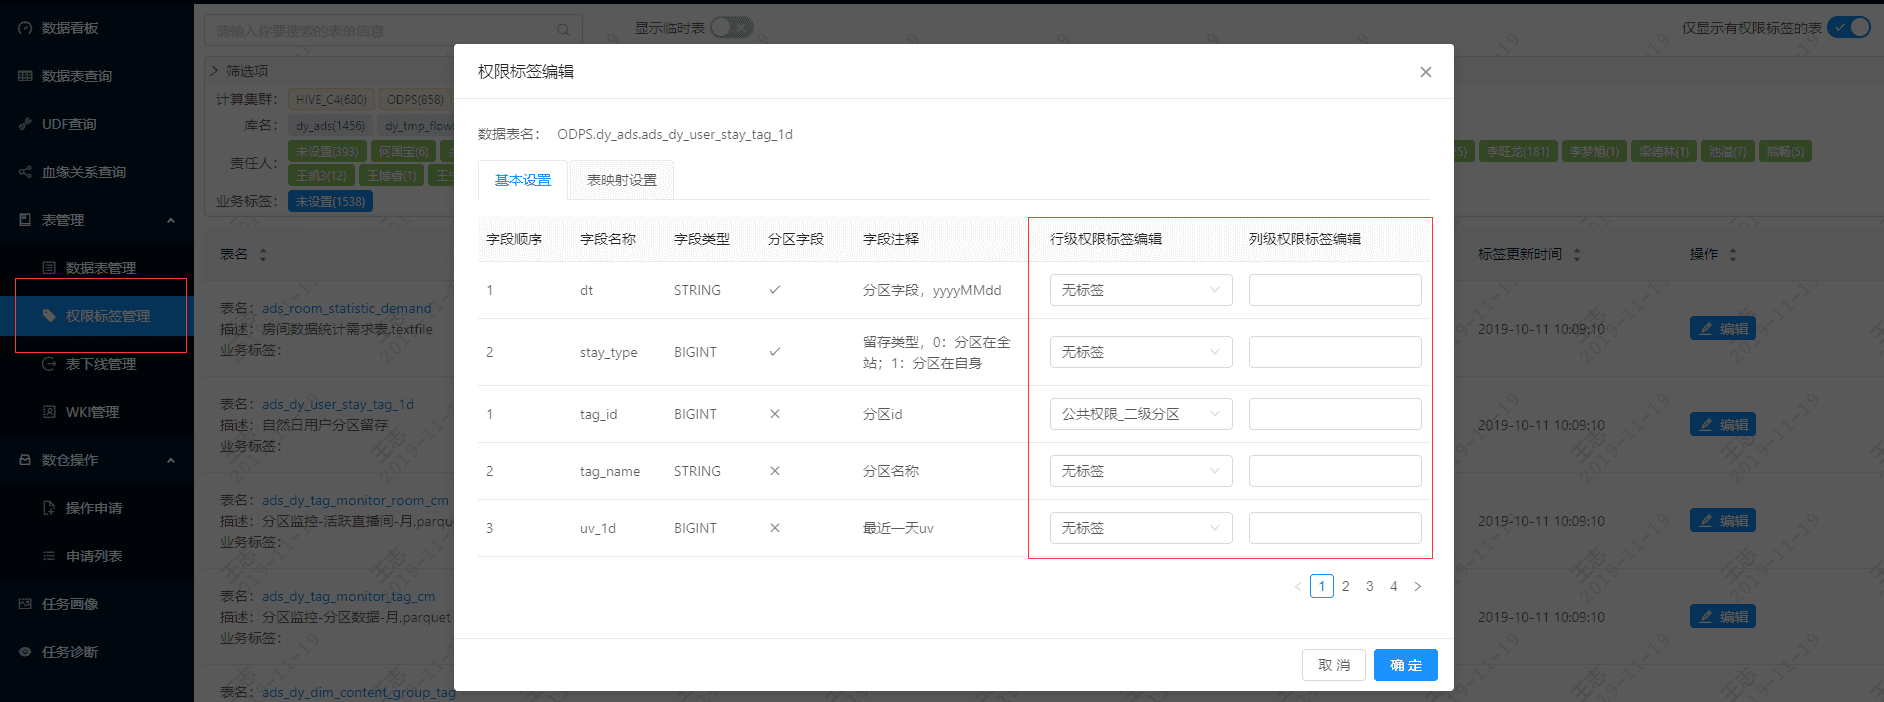 数据看板
数据表查询
UDF查询
血缘关系查询
表管理
数据表管理
权限标签管理
表下线管理
WKI管理
数仓操作
操作申请
申请列表
任务画像
任务诊断
请输入你要搜索的表单信息
显示临时表
仅显示有权限标签的表
筛选项
计算集群： HIVE_C4(680) ODPS(858)
库名： dy_ads(1456) dy_tmp_flow
责任人： 未设置(393) 何国宝(6) 5) 李旺龙(181) 李梦旭(1) 梁德林(1) 池溢(7) 熊畅(5)
王凯3(12) 王瑞睿(1)
业务标签： 未设置(1538)
表名 标签更新时间 操作
表名： ads_room_statistic_demand
描述：房间数据统计需求表,textfile
业务标签：
2019-10-11 10:09:10 编辑
表名： ads_dy_user_stay_tag_1d
描述：自然日用户分区留存
业务标签：
2019-10-11 10:09:10 编辑
表名： ads_dy_tag_monitor_room_cm
描述：分区监控-活跃直播间-月,parque
业务标签：
2019-10-11 10:09:10 编辑
表名： ads_dy_tag_monitor_tag_cm
描述：分区监控-分区数据-月,parquet
业务标签：
2019-10-11 10:09:10 编辑
表名： ads_dy_dim_content_group_tag
权限标签编辑
数据表名： ODPS.dy_ads.ads_dy_user_stay_tag_1d
基本设置 表映射设置
字段顺序 字段名称 字段类型 分区字段 字段注释 行级权限标签编辑 列级权限标签编辑
1 dt STRING 分区字段，yyyyMMdd 无标签
2 stay_type BIGINT 留存类型，0：分区在全站；1：分区在自身 无标签
1 tag_id BIGINT 分区id 公共权限_二级分区
2 tag_name STRING 分区名称 无标签
3 uv_1d BIGINT 最近一天uv 无标签
1 2 3 4
取 消 确 定
王志
2019-11-19